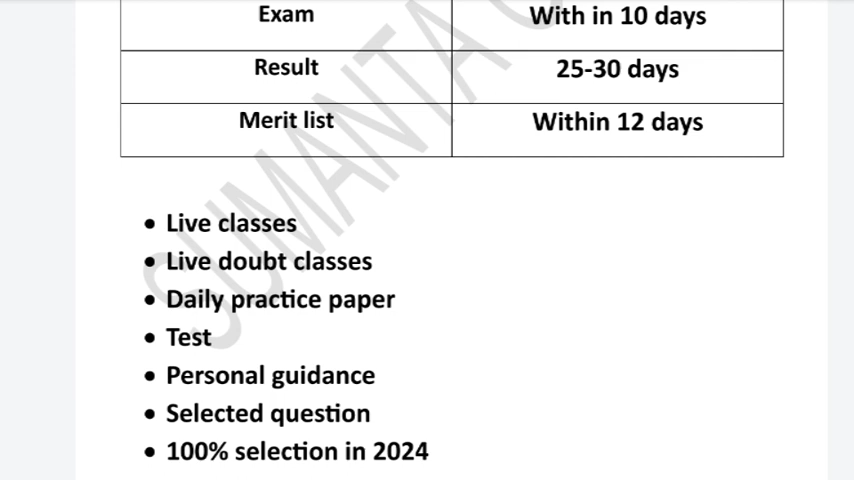 Exam With in 10 days
Result 25-30 days
Merit list Within 12 days
SUMANTA
• Live classes
• Live doubt classes
• Daily practice paper
• Test
• Personal guidance
• Selected question
• 100% selection in 2024